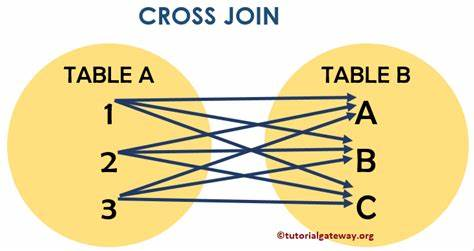 CROSS JOIN
TABLE A
TABLE B
1
A
2
B
3
C
©tutorialgateway.org